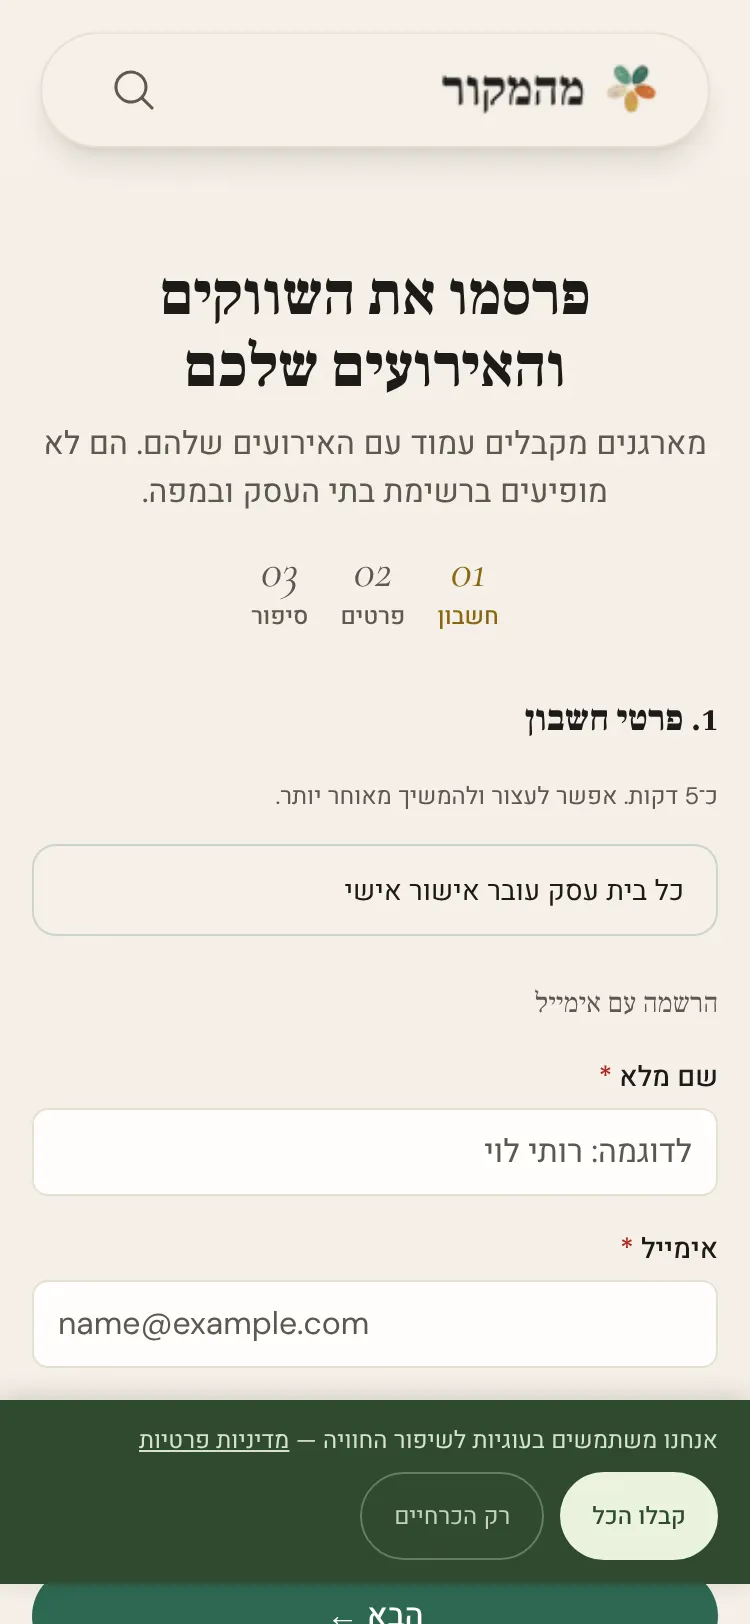 מהמקור
פרסמו את השווקים
והאירועים שלכם
מארגנים מקבלים עמוד עם האירועים שלהם. הם לא
מופיעים ברשימת בתי העסק ובמפה.
01 02 03
חשבון פרטים סיפור
1. פרטי חשבון
כ־5 דקות. אפשר לעצור ולהמשיך מאוחר יותר.
כל בית עסק עובר אישור אישי
הרשמה עם אימייל
שם מלא *
לדוגמה: רותי לוי
אימייל *
name@example.com
אנחנו משתמשים בעוגיות לשיפור החוויה — מדיניות פרטיות
קבלו הכל רק הכרחיים
הבא ←